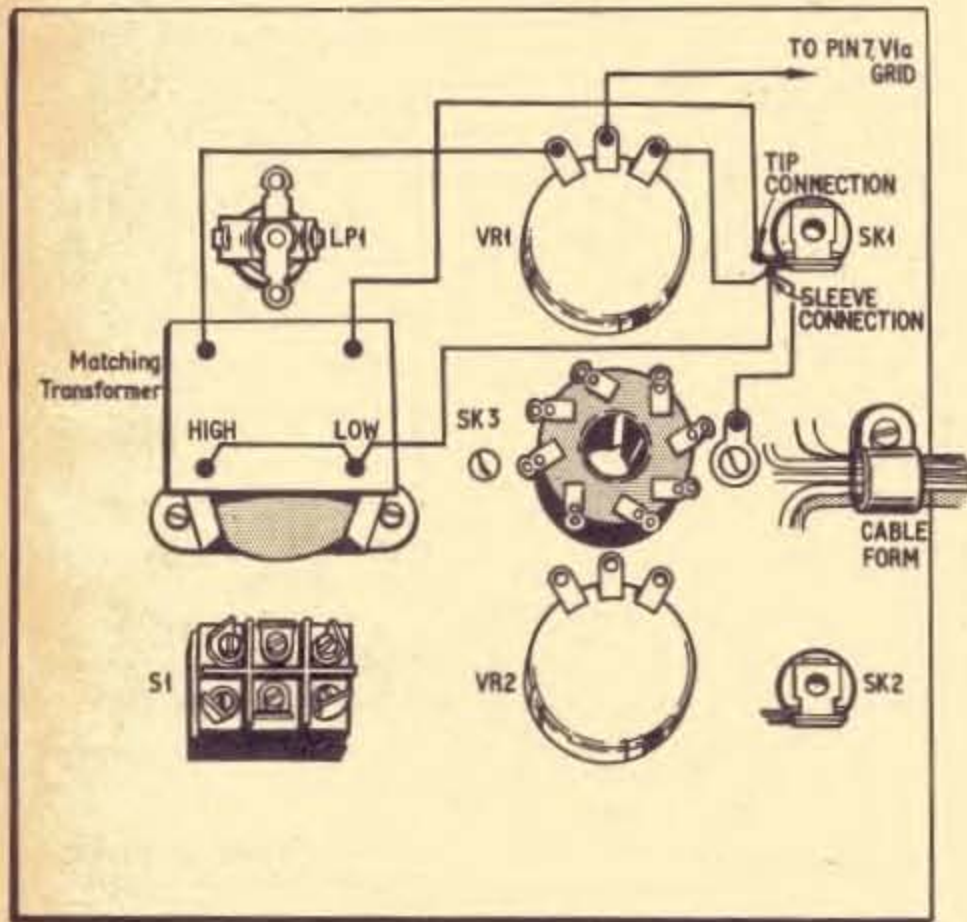 TO PIN 7, V1a
GRID
TIP
CONNECTION
LP1
VR1
SK1
SLEEVE
CONNECTION
Matching
Transformer
SK3
HIGH
LOW
CABLE
FORM
S1
VR2
SK2